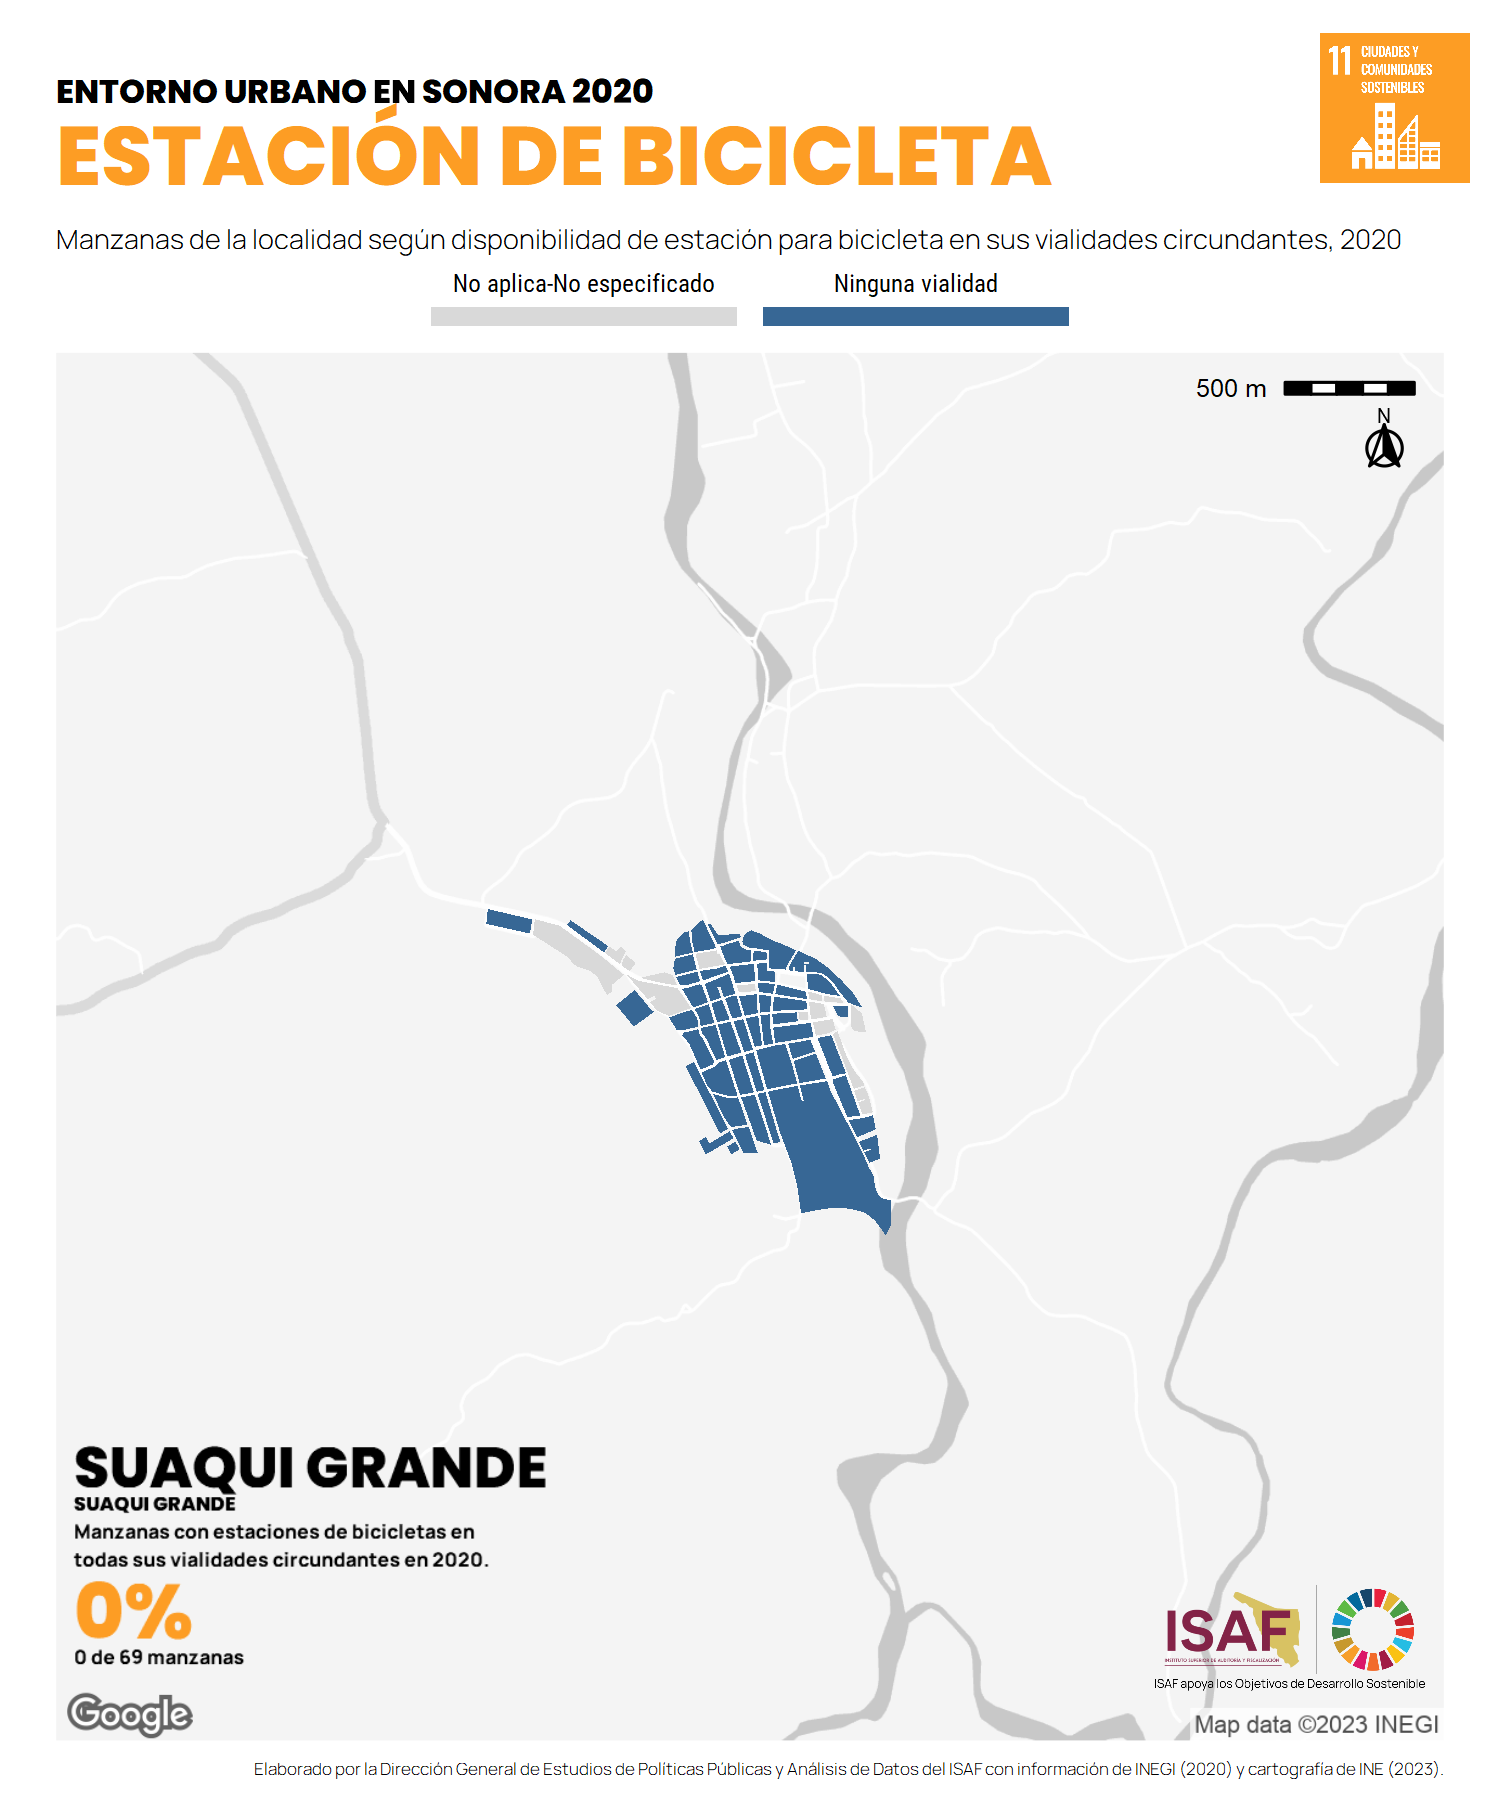 ENTORNO URBANO EN SONORA 2020
ESTACIÓN DE BICICLETA
11 CIUDADES Y
COMUNIDADES
SOSTENIBLES
Manzanas de la localidad según disponibilidad de estación para bicicleta en sus vialidades circundantes, 2020
No aplica-No especificado
Ninguna vialidad
500 m
N
SUAQUI GRANDE
SUAQUI GRANDE
Manzanas con estaciones de bicicletas en
todas sus vialidades circundantes en 2020.
0%
0 de 69 manzanas
Google
ISAF
INSTITUTO SUPERIOR DE AUDITORÍA Y FISCALIZACIÓN
ISAF apoya los Objetivos de Desarrollo Sostenible
Map data ©2023 INEGI
Elaborado por la Dirección General de Estudios de Políticas Públicas y Análisis de Datos del ISAF con información de INEGI (2020) y cartografía de INE (2023).